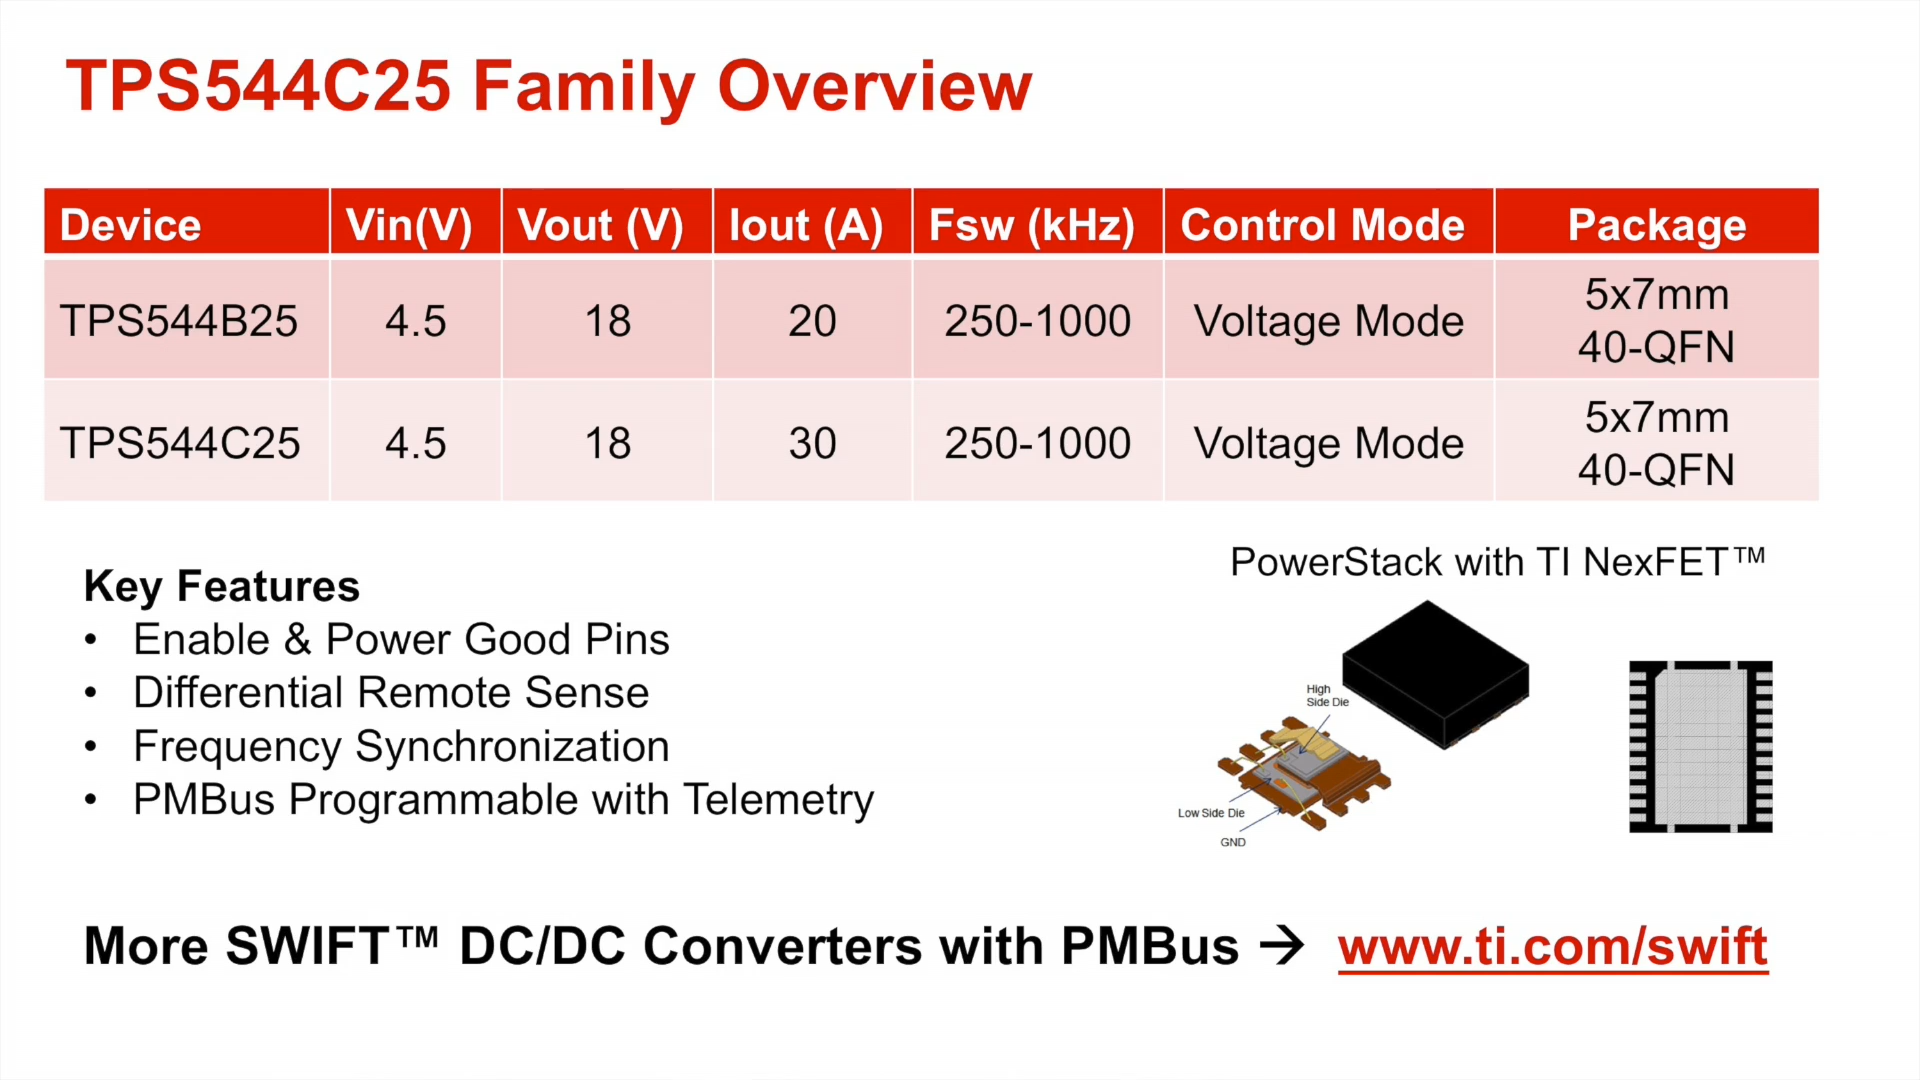 TPS544C25 Family Overview
Device Vin(V) Vout (V) Iout (A) Fsw (kHz) Control Mode Package
TPS544B25 4.5 18 20 250-1000 Voltage Mode 5x7mm
40-QFN
TPS544C25 4.5 18 30 250-1000 Voltage Mode 5x7mm
40-QFN
Key Features
• Enable & Power Good Pins
• Differential Remote Sense
• Frequency Synchronization
• PMBus Programmable with Telemetry
PowerStack with TI NexFET™
High
Side Die
Low Side Die
GND
More SWIFT™ DC/DC Converters with PMBus → www.ti.com/swift